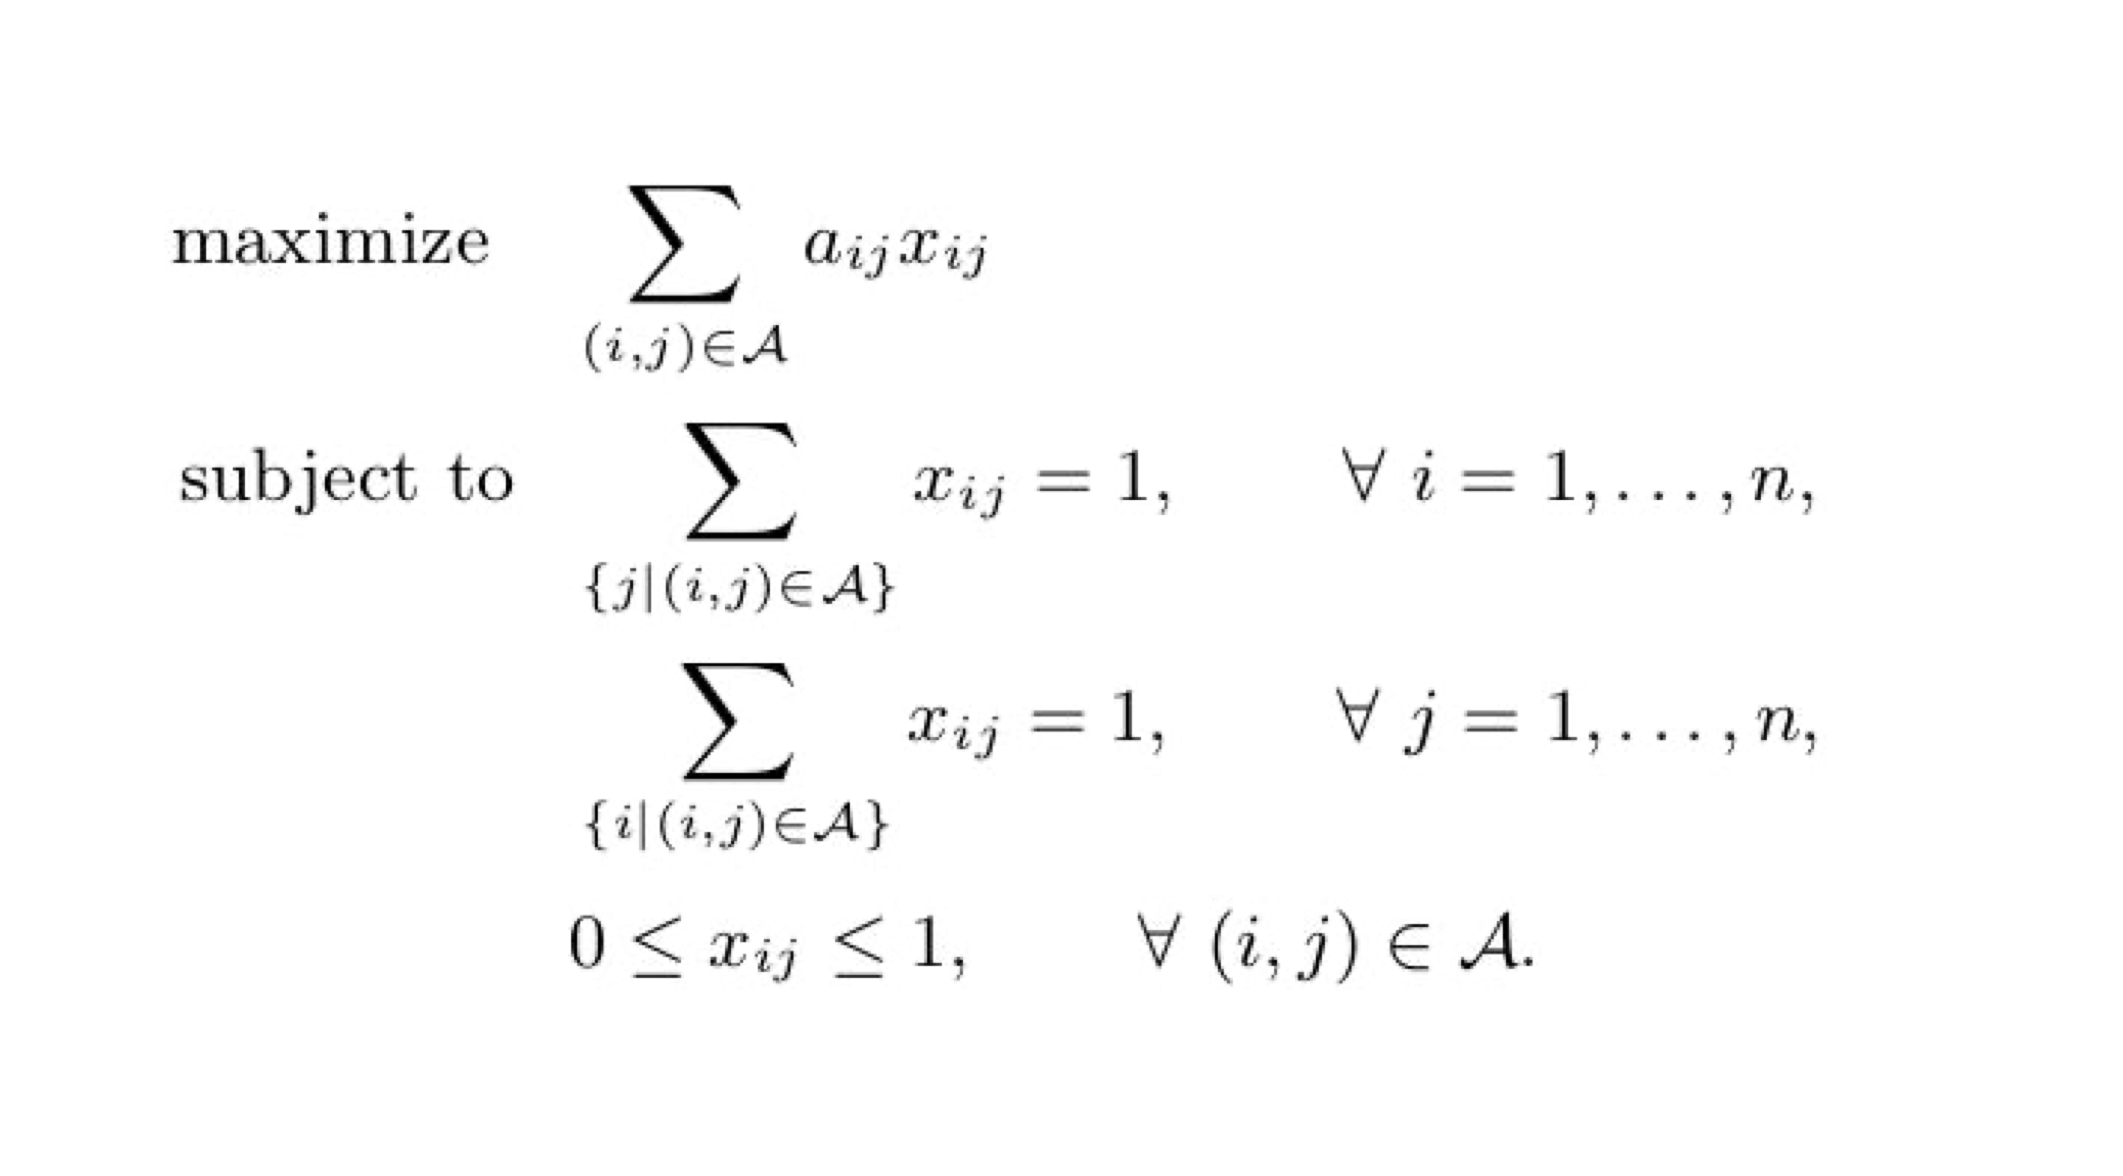 maximize ∑_{(i,j)∈𝒜} a_{ij}x_{ij}
subject to ∑_{{j|(i,j)∈𝒜}} x_{ij} = 1, ∀ i = 1, . . . , n,
∑_{{i|(i,j)∈𝒜}} x_{ij} = 1, ∀ j = 1, . . . , n,
0 ≤ x_{ij} ≤ 1, ∀ (i, j) ∈ 𝒜.